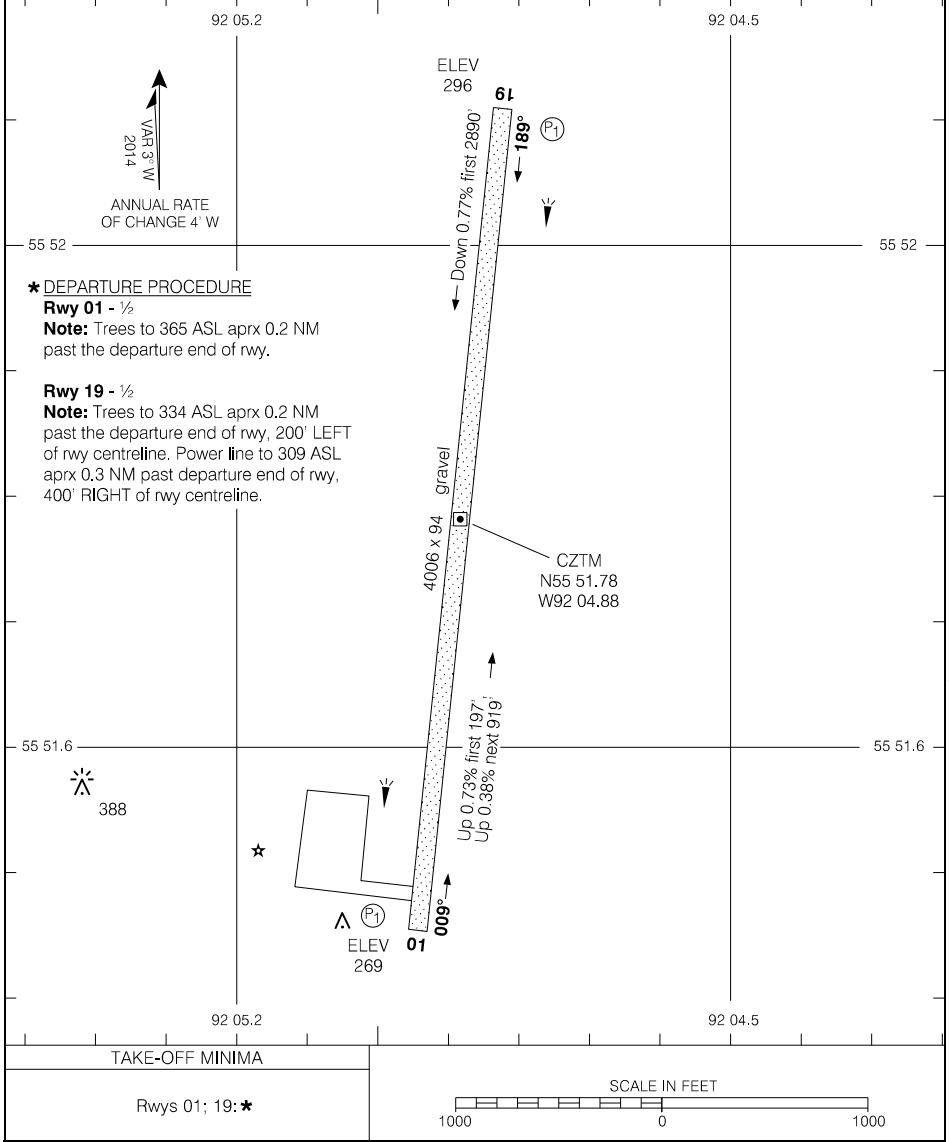 92 05.2
92 04.5
ELEV
296
19
189°
P1
Down 0.77% first 2890'
VAR 3° W
2014
ANNUAL RATE
OF CHANGE 4' W
55 52
55 52
* DEPARTURE PROCEDURE
Rwy 01 - ½
Note: Trees to 365 ASL aprx 0.2 NM
past the departure end of rwy.
Rwy 19 - ½
Note: Trees to 334 ASL aprx 0.2 NM
past the departure end of rwy, 200' LEFT
of rwy centreline. Power line to 309 ASL
aprx 0.3 NM past departure end of rwy,
400' RIGHT of rwy centreline.
4006 x 94 gravel
CZTM
N55 51.78
W92 04.88
Up 0.73% first 197'
Up 0.38% next 919'
55 51.6
55 51.6
388
P1
ELEV
269
01
009°
92 05.2
92 04.5
TAKE-OFF MINIMA
Rwys 01; 19: *
SCALE IN FEET
1000
0
1000